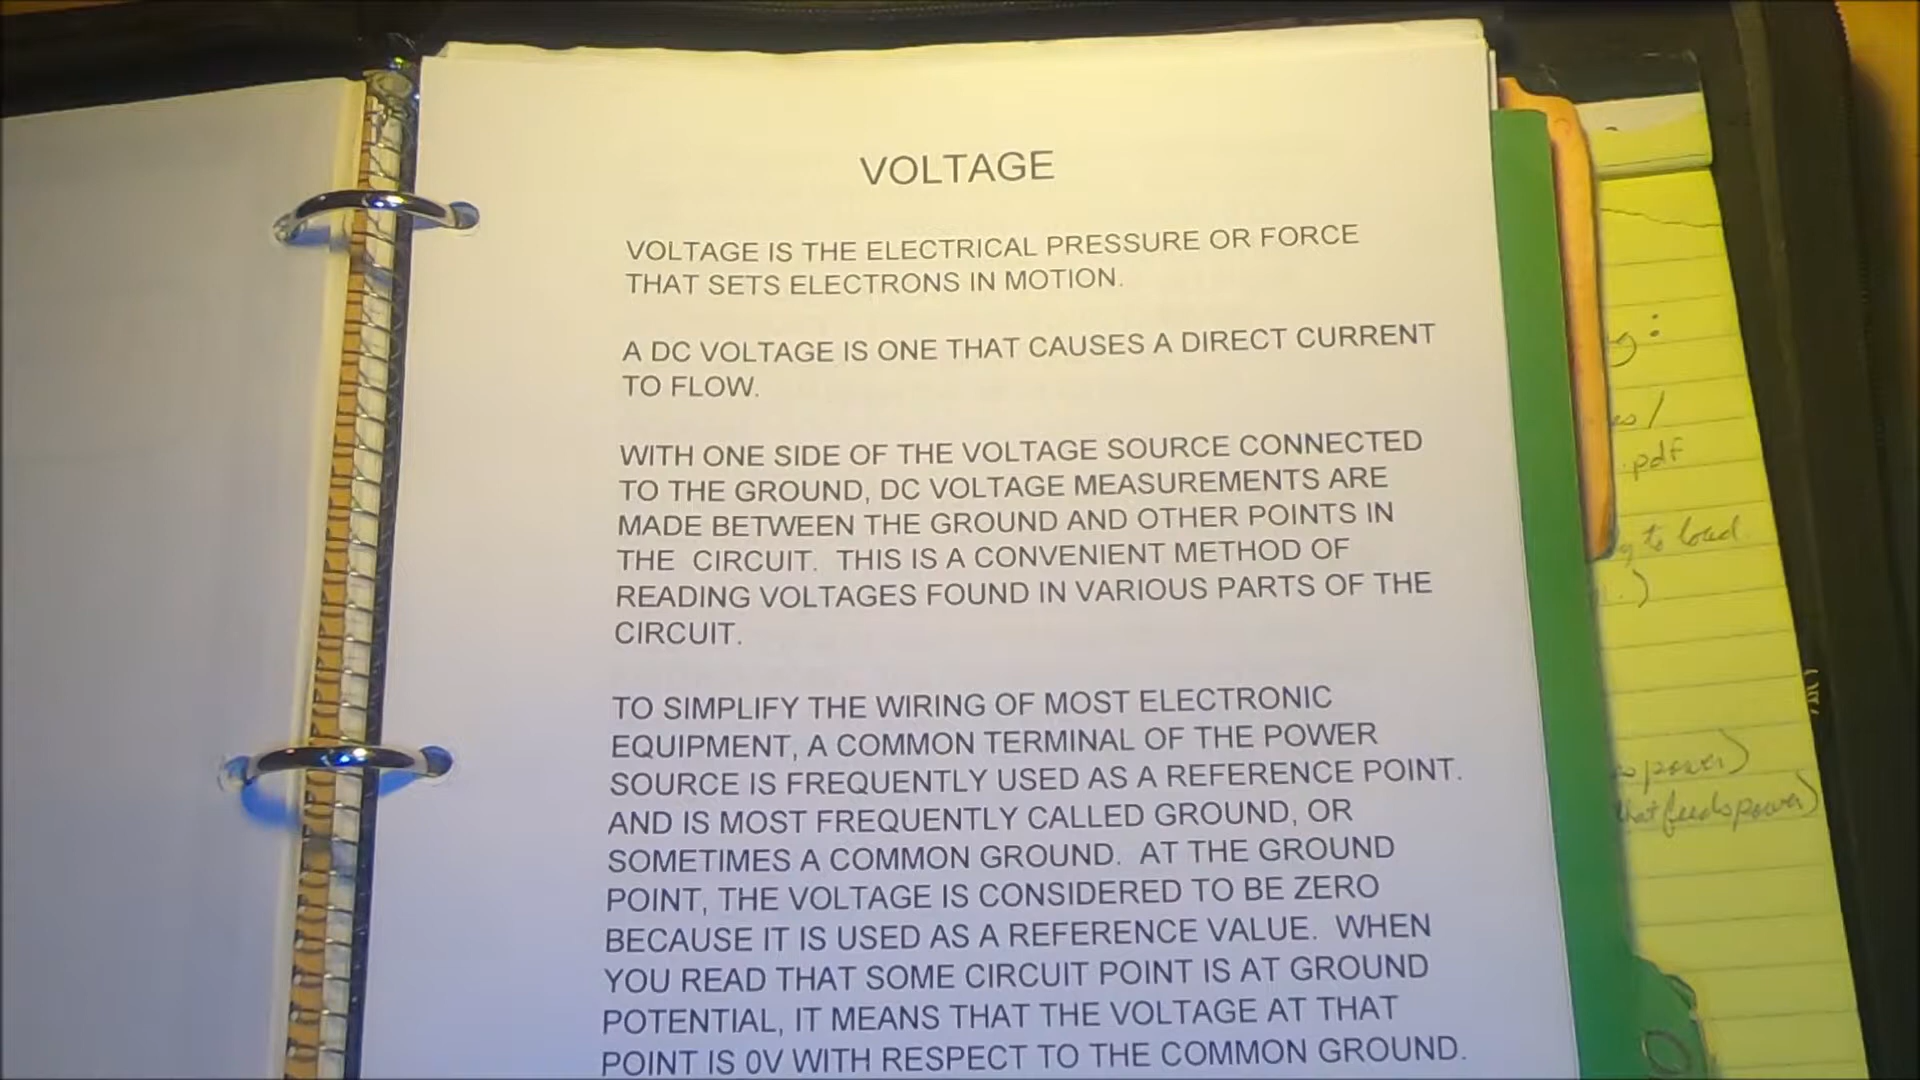 VOLTAGE
VOLTAGE IS THE ELECTRICAL PRESSURE OR FORCE
THAT SETS ELECTRONS IN MOTION.
A DC VOLTAGE IS ONE THAT CAUSES A DIRECT CURRENT
TO FLOW.
WITH ONE SIDE OF THE VOLTAGE SOURCE CONNECTED
TO THE GROUND, DC VOLTAGE MEASUREMENTS ARE
MADE BETWEEN THE GROUND AND OTHER POINTS IN
THE CIRCUIT. THIS IS A CONVENIENT METHOD OF
READING VOLTAGES FOUND IN VARIOUS PARTS OF THE
CIRCUIT.
TO SIMPLIFY THE WIRING OF MOST ELECTRONIC
EQUIPMENT, A COMMON TERMINAL OF THE POWER
SOURCE IS FREQUENTLY USED AS A REFERENCE POINT.
AND IS MOST FREQUENTLY CALLED GROUND, OR
SOMETIMES A COMMON GROUND. AT THE GROUND
POINT, THE VOLTAGE IS CONSIDERED TO BE ZERO
BECAUSE IT IS USED AS A REFERENCE VALUE. WHEN
YOU READ THAT SOME CIRCUIT POINT IS AT GROUND
POTENTIAL, IT MEANS THAT THE VOLTAGE AT THAT
POINT IS 0V WITH RESPECT TO THE COMMON GROUND.
.pdf
to load
power)
that feeds power)